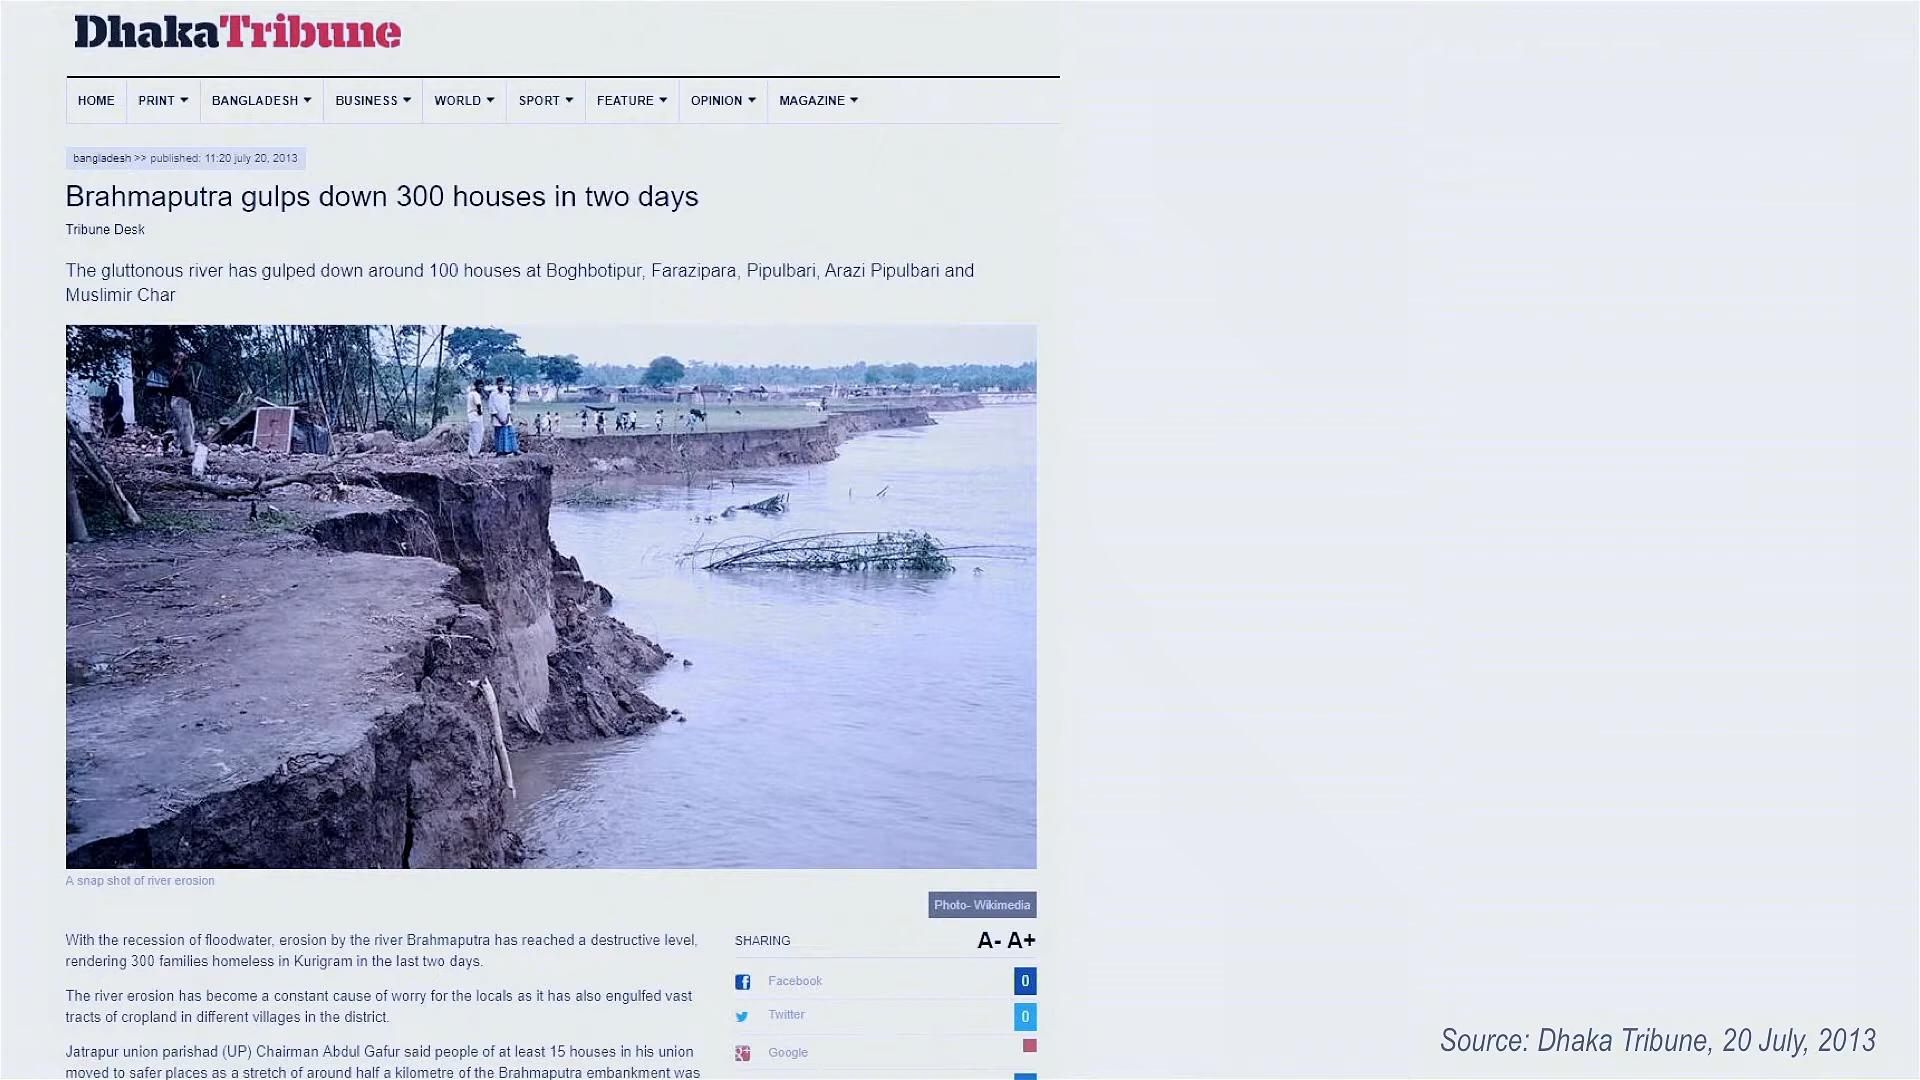 DhakaTribune
HOME PRINT BANGLADESH BUSINESS WORLD SPORT FEATURE OPINION MAGAZINE
bangladesh >> published: 11:20 july 20, 2013
Brahmaputra gulps down 300 houses in two days
Tribune Desk
The gluttonous river has gulped down around 100 houses at Boghbotipur, Farazipara, Pipulbari, Arazi Pipulbari and
Muslimir Char
A snap shot of river erosion
Photo- Wikimedia
With the recession of floodwater, erosion by the river Brahmaputra has reached a destructive level,
rendering 300 families homeless in Kurigram in the last two days.
The river erosion has become a constant cause of worry for the locals as it has also engulfed vast
tracts of cropland in different villages in the district.
Jatrapur union parishad (UP) Chairman Abdul Gafur said people of at least 15 houses in his union
moved to safer places as a stretch of around half a kilometre of the Brahmaputra embankment was
SHARING A- A+
Facebook 0
Twitter 0
Google
Source: Dhaka Tribune, 20 July, 2013